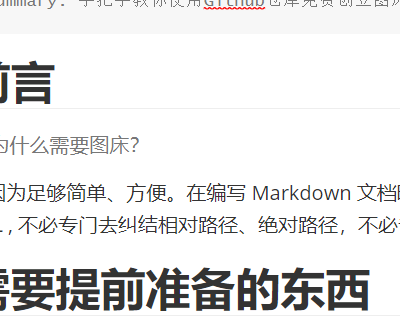 ummary: 手把手教你使用Github仓库免费创立图床
前言
为什么需要图床？
因为足够简单、方便。在编写 Markdown 文档
, 不必专门去纠结相对路径、绝对路径，不必
需要提前准备的东西